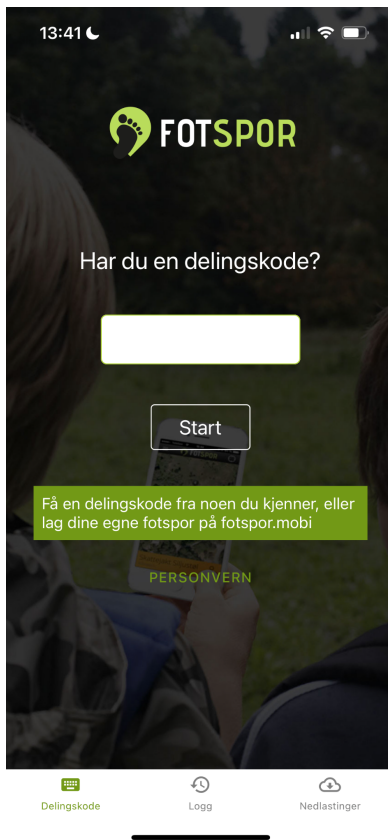 13:41
FOTSPOR
Har du en delingskode?
Start
Få en delingskode fra noen du kjenner, eller
lag dine egne fotspor på fotspor.mobi
PERSONVERN
Delingskode
Logg
Nedlastinger